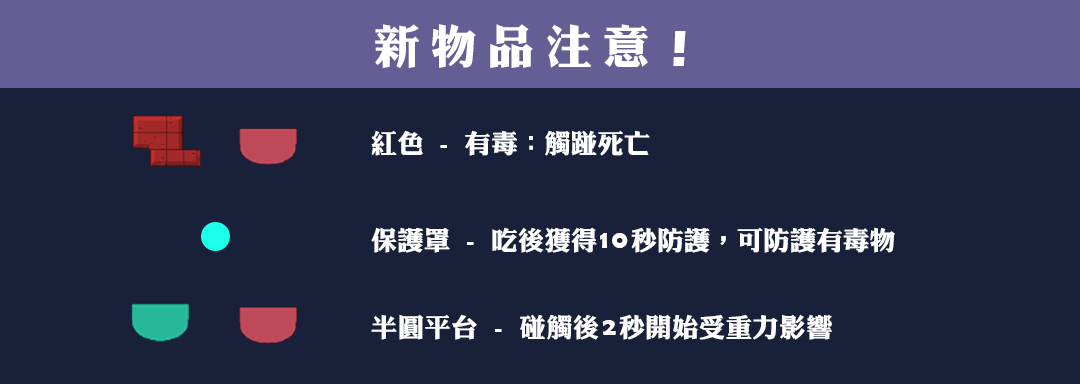 新物品注意！
紅色 - 有毒：觸踫死亡
保護罩 - 吃後獲得10秒防護，可防護有毒物
半圓平台 - 碰觸後2秒開始受重力影響